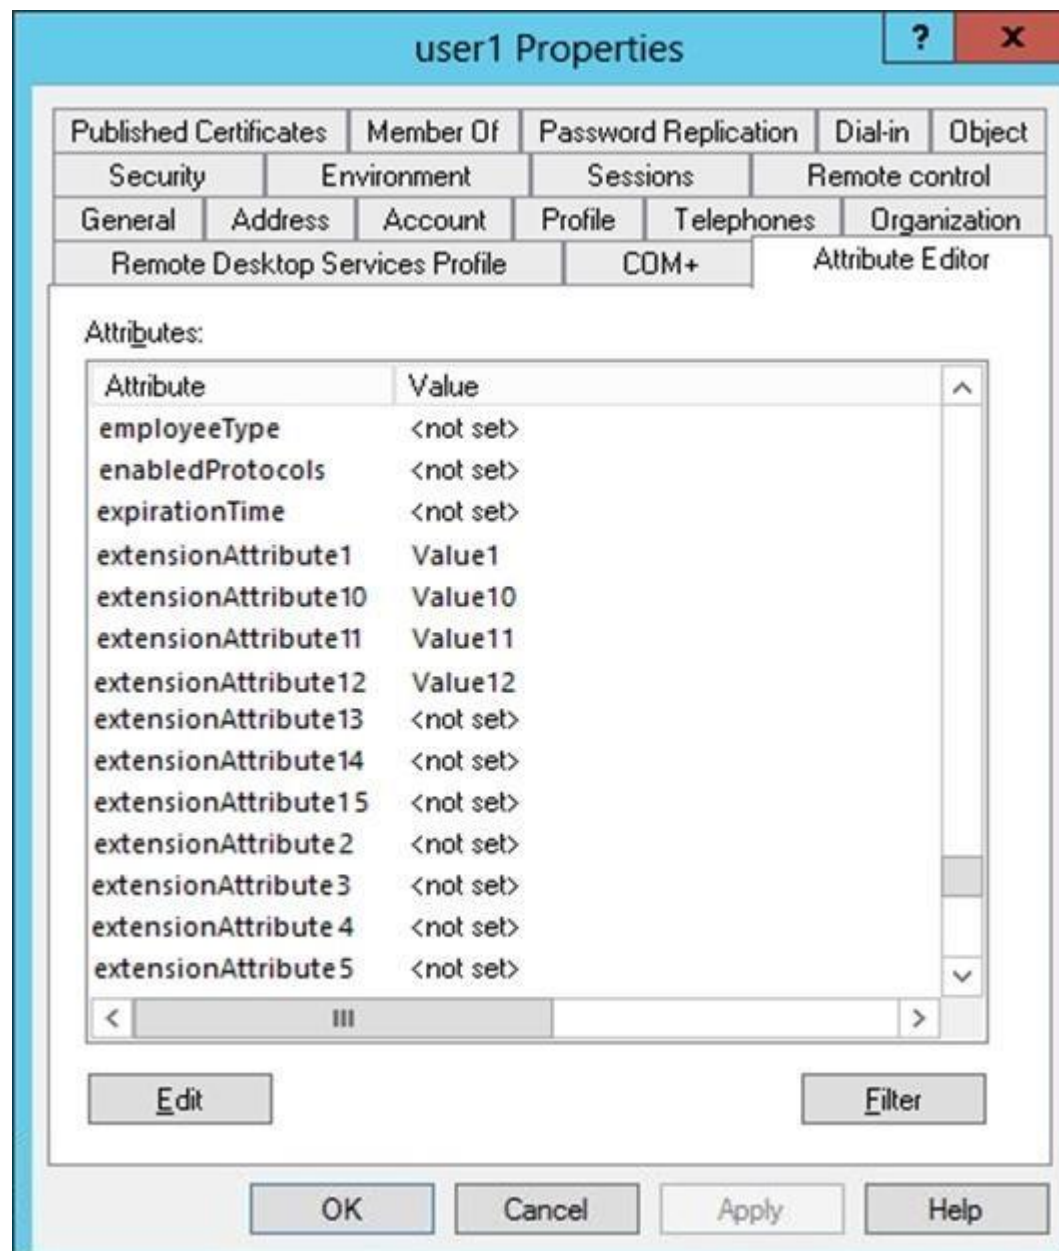 user1 Properties ? x
Published Certificates Member Of Password Replication Dial-in Object
Security Environment Sessions Remote control
General Address Account Profile Telephones Organization
Remote Desktop Services Profile COM+ Attribute Editor
Attributes:
Attribute Value
employeeType <not set>
enabledProtocols <not set>
expirationTime <not set>
extensionAttribute1 Value1
extensionAttribute10 Value10
extensionAttribute11 Value11
extensionAttribute12 Value12
extensionAttribute13 <not set>
extensionAttribute14 <not set>
extensionAttribute15 <not set>
extensionAttribute2 <not set>
extensionAttribute3 <not set>
extensionAttribute4 <not set>
extensionAttribute5 <not set>
Edit Filter
OK Cancel Apply Help